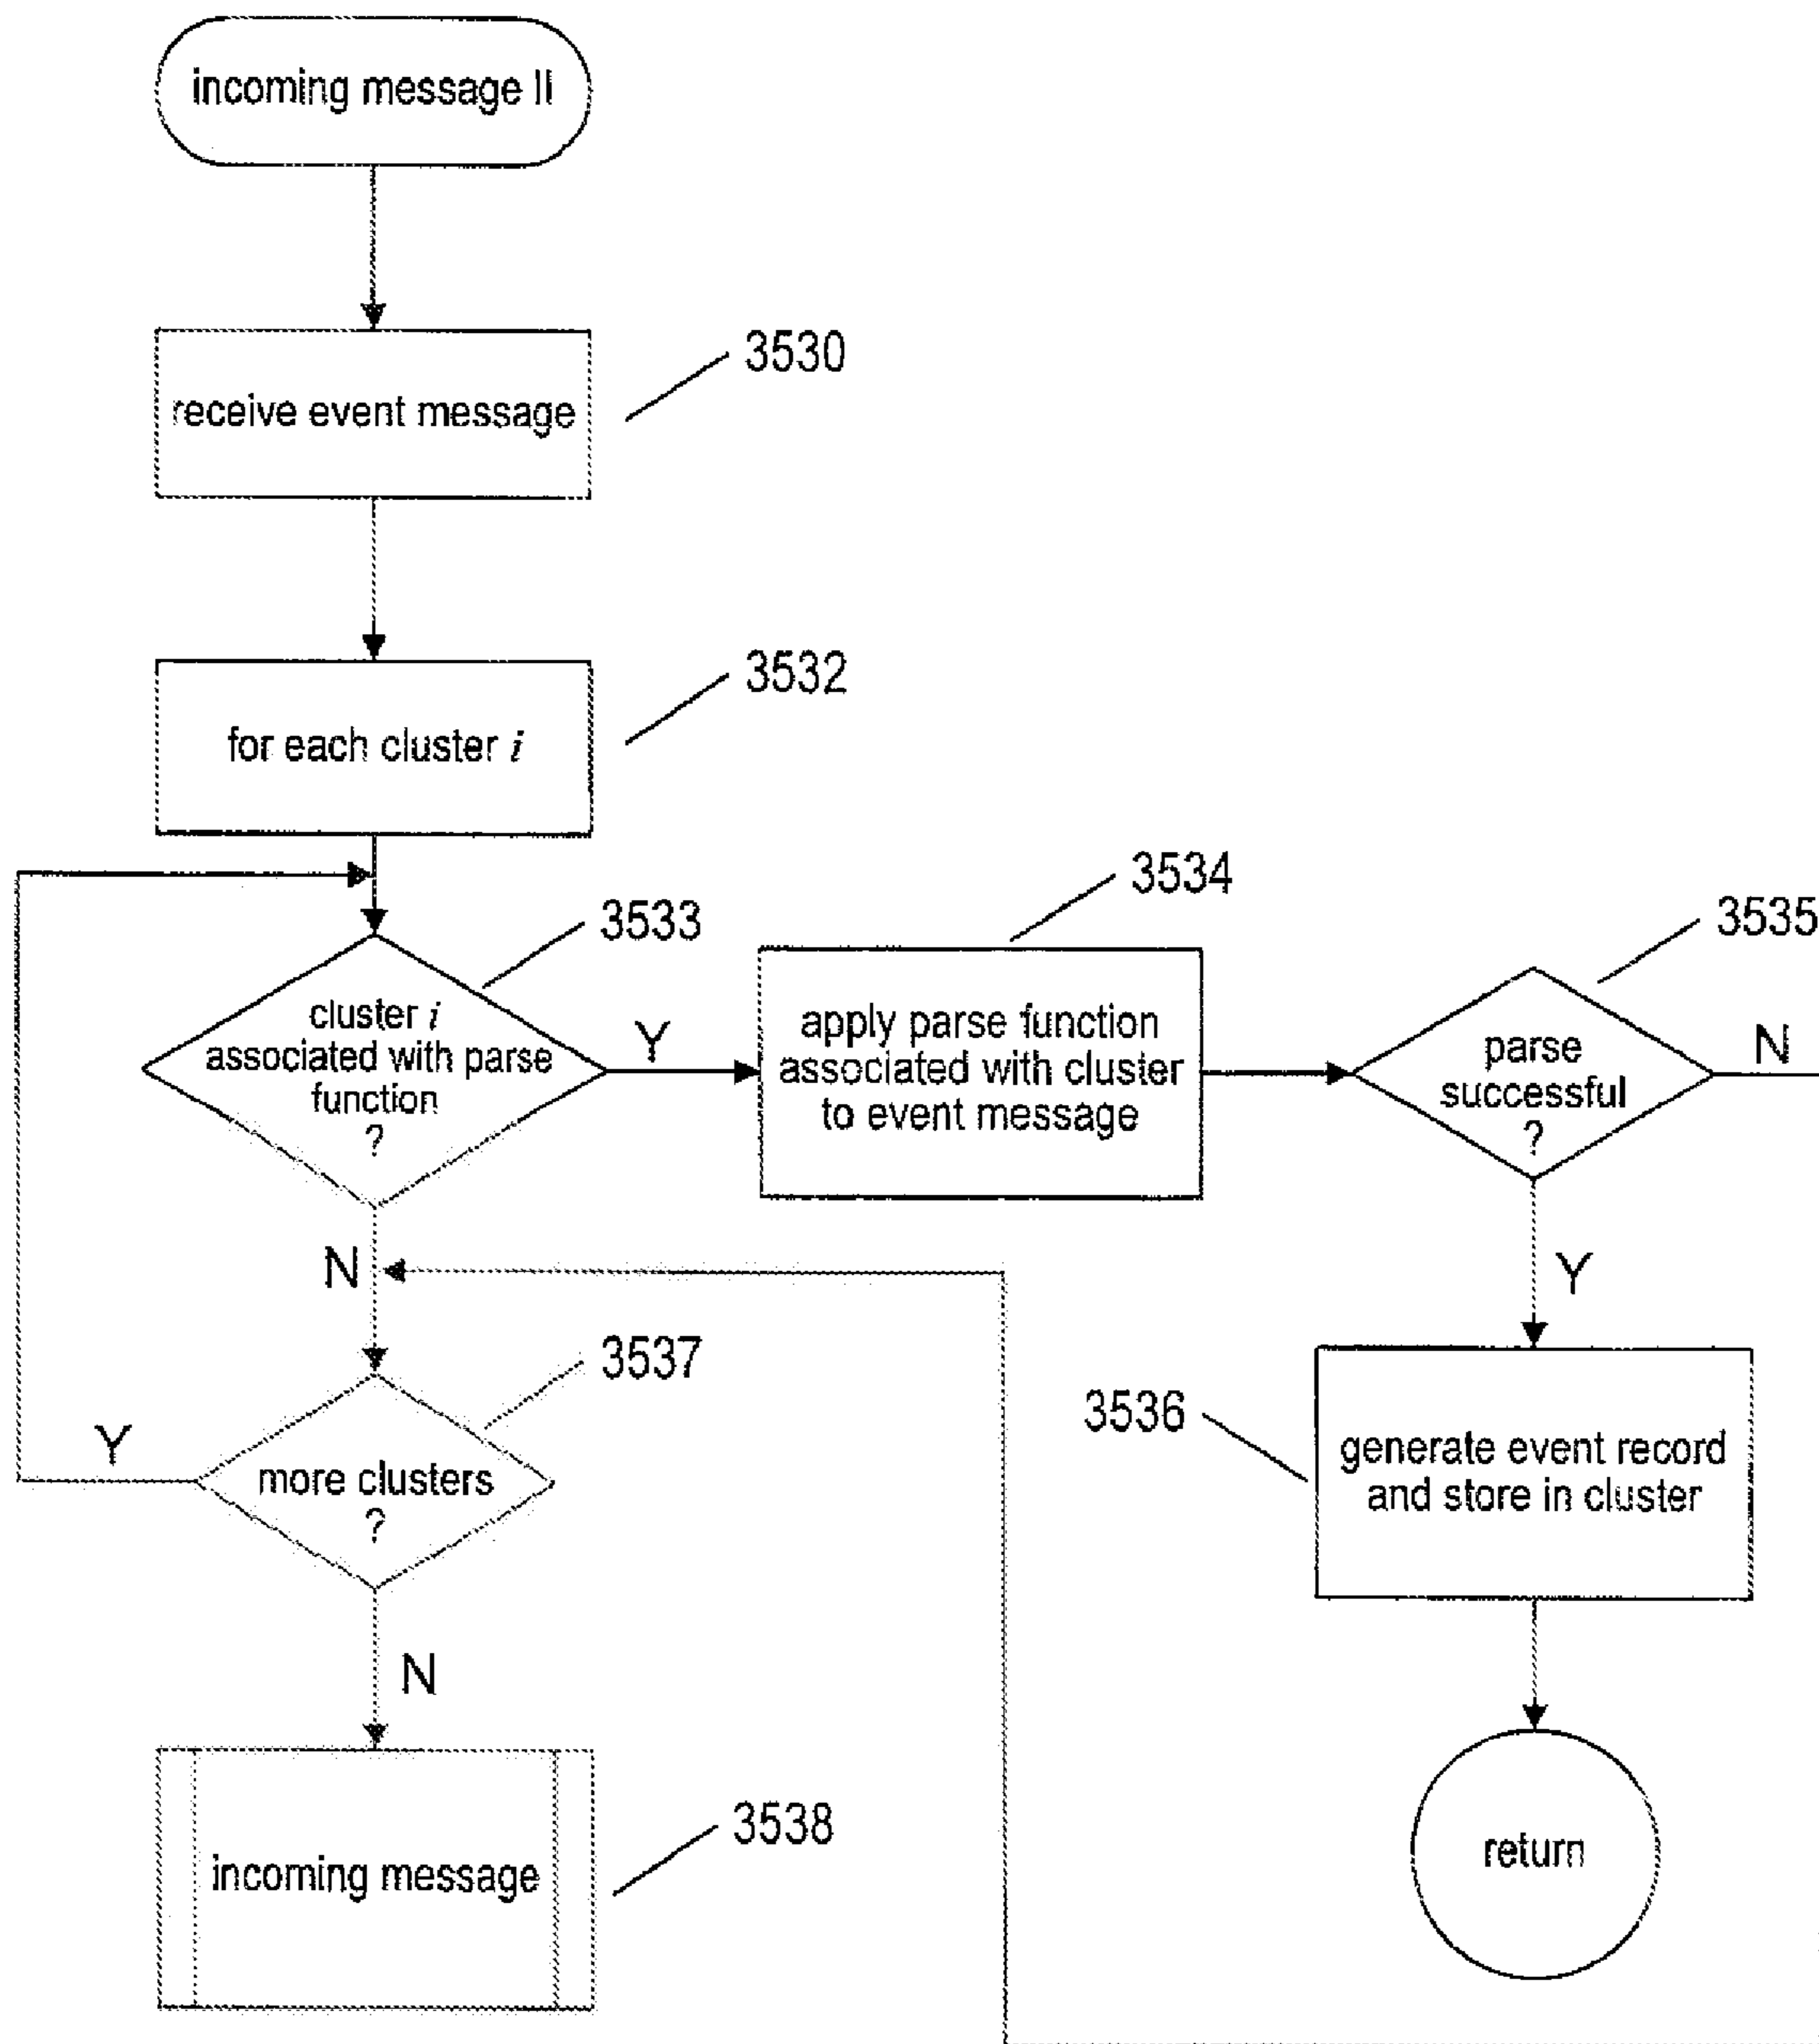 incoming message II
3530
receive event message
3532
for each cluster i
3533
cluster i
associated with parse
function
?
Y
3534
apply parse function
associated with cluster
to event message
3535
parse
successful
?
N
Y
3536
generate event record
and store in cluster
return
N
3537
more clusters
?
Y
N
3538
incoming message